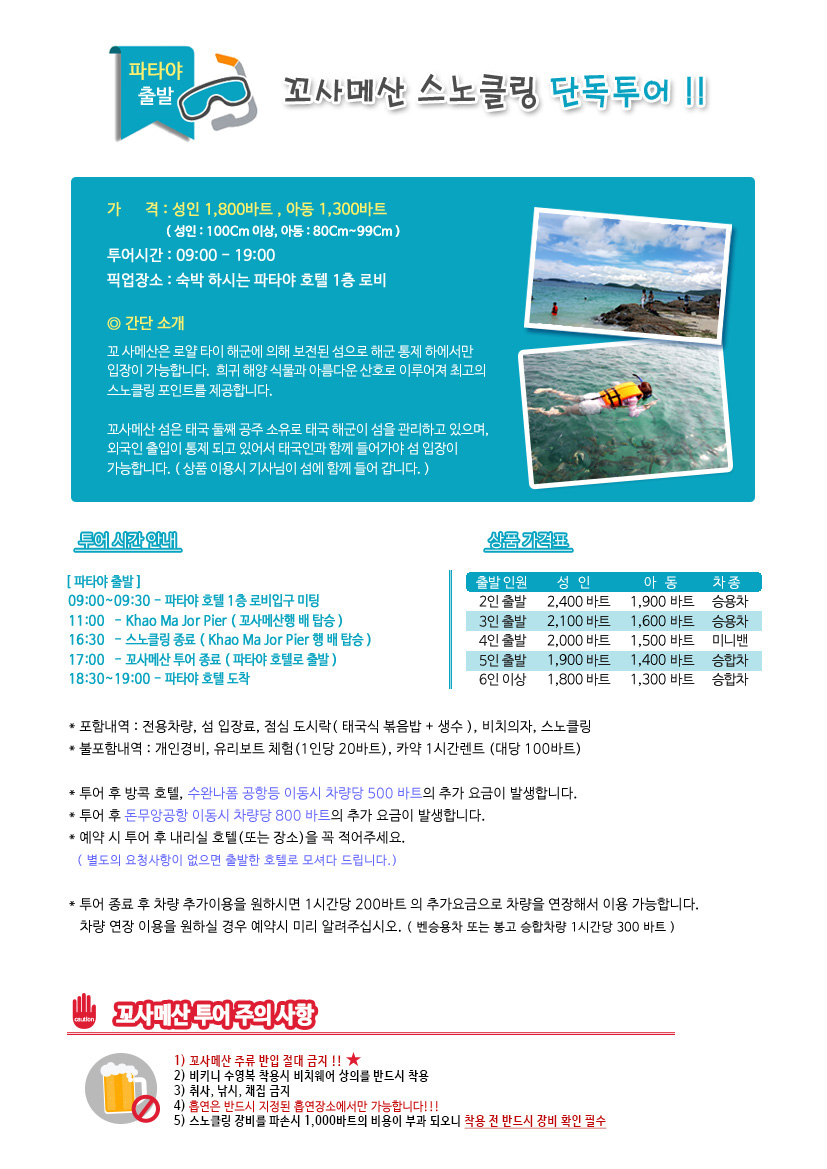 파타야
출발
꼬사메산 스노클링 단독투어 !!
가 격 : 성인 1,800바트 , 아동 1,300바트
( 성인 : 100Cm 이상, 아동 : 80Cm~99Cm )
투어시간 : 09:00 - 19:00
픽업장소 : 숙박 하시는 파타야 호텔 1층 로비
◎ 간단 소개
꼬 사메산은 로얄 타이 해군에 의해 보전된 섬으로 해군 통제 하에서만
입장이 가능합니다. 희귀 해양 식물과 아름다운 산호로 이루어져 최고의
스노클링 포인트를 제공합니다.
꼬사메산 섬은 태국 둘째 공주 소유로 태국 해군이 섬을 관리하고 있으며,
외국인 출입이 통제 되고 있어서 태국인과 함께 들어가야 섬 입장이
가능합니다. ( 상품 이용시 기사님이 섬에 함께 들어 갑니다. )
투어 시간 안내
[ 파타야 출발 ]
09:00~09:30 - 파타야 호텔 1층 로비입구 미팅
11:00 - Khao Ma Jor Pier ( 꼬사메산행 배 탑승 )
16:30 - 스노클링 종료 ( Khao Ma Jor Pier 행 배 탑승 )
17:00 - 꼬사메산 투어 종료 ( 파타야 호텔로 출발 )
18:30~19:00 - 파타야 호텔 도착
상품 가격표
출발 인원 성 인 아 동 차 종
2인 출발 2,400 바트 1,900 바트 승용차
3인 출발 2,100 바트 1,600 바트 승용차
4인 출발 2,000 바트 1,500 바트 미니밴
5인 출발 1,900 바트 1,400 바트 승합차
6인 이상 1,800 바트 1,300 바트 승합차
* 포함내역 : 전용차량, 섬 입장료, 점심 도시락( 태국식 볶음밥 + 생수 ), 비치의자, 스노클링
* 불포함내역 : 개인경비, 유리보트 체험(1인당 20바트), 카약 1시간렌트 (대당 100바트)
* 투어 후 방콕 호텔, 수완나폼 공항등 이동시 차량당 500 바트의 추가 요금이 발생합니다.
* 투어 후 돈무앙공항 이동시 차량당 800 바트의 추가 요금이 발생합니다.
* 예약 시 투어 후 내리실 호텔(또는 장소)을 꼭 적어주세요.
( 별도의 요청사항이 없으면 출발한 호텔로 모셔다 드립니다.)
* 투어 종료 후 차량 추가이용을 원하시면 1시간당 200바트 의 추가요금으로 차량을 연장해서 이용 가능합니다.
차량 연장 이용을 원하실 경우 예약시 미리 알려주십시오. ( 벤승용차 또는 봉고 승합차량 1시간당 300 바트 )
caution
꼬사메산 투어 주의 사항
1) 꼬사메산 주류 반입 절대 금지 !! ★
2) 비키니 수영복 착용시 비치웨어 상의를 반드시 착용
3) 취사, 낚시, 채집 금지
4) 흡연은 반드시 지정된 흡연장소에서만 가능합니다!!!
5) 스노클링 장비를 파손시 1,000바트의 비용이 부과 되오니 착용 전 반드시 장비 확인 필수